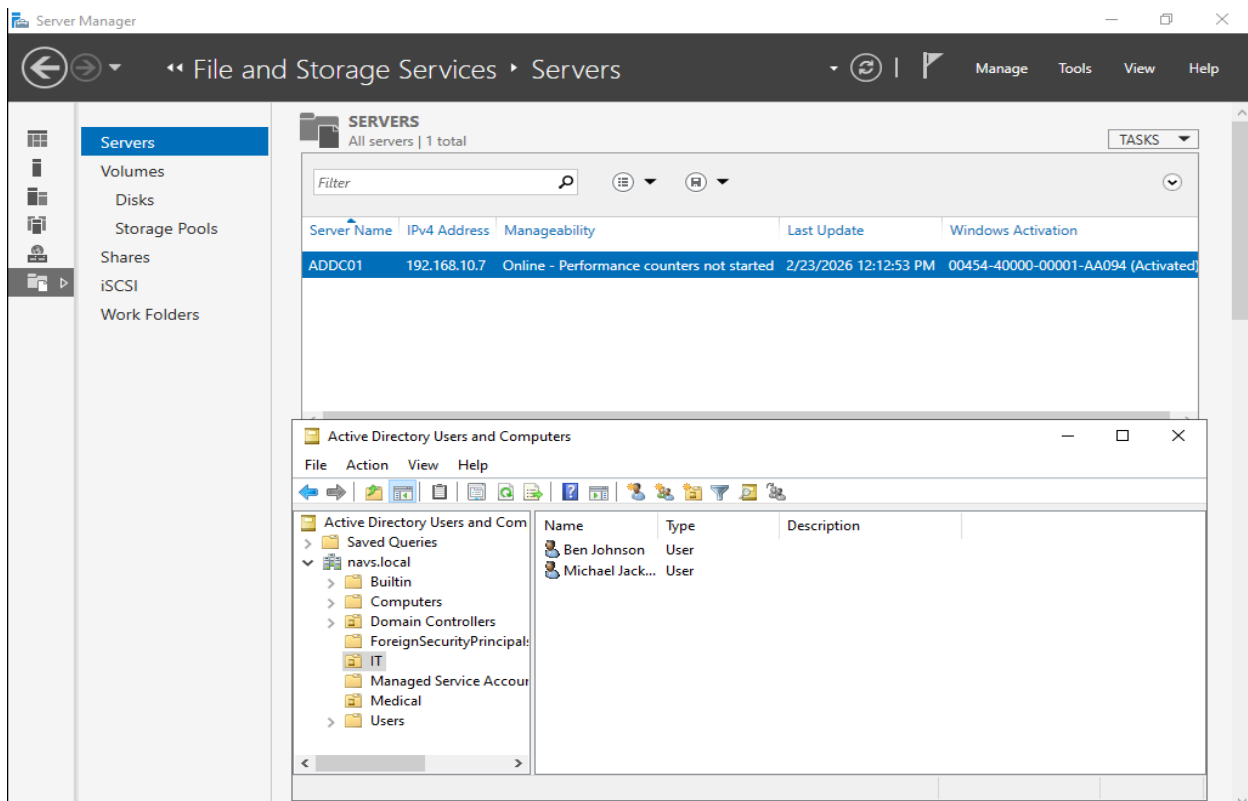 Server Manager
◂◂ File and Storage Services ▸ Servers
Manage Tools View Help
Servers
Volumes
Disks
Storage Pools
Shares
iSCSI
Work Folders
SERVERS
All servers | 1 total
TASKS
Filter
Server Name IPv4 Address Manageability Last Update Windows Activation
ADDC01 192.168.10.7 Online - Performance counters not started 2/23/2026 12:12:53 PM 00454-40000-00001-AA094 (Activated)
Active Directory Users and Computers
File Action View Help
Active Directory Users and Com
Saved Queries
navs.local
Builtin
Computers
Domain Controllers
ForeignSecurityPrincipals
IT
Managed Service Accour
Medical
Users
Name Type Description
Ben Johnson User
Michael Jack... User